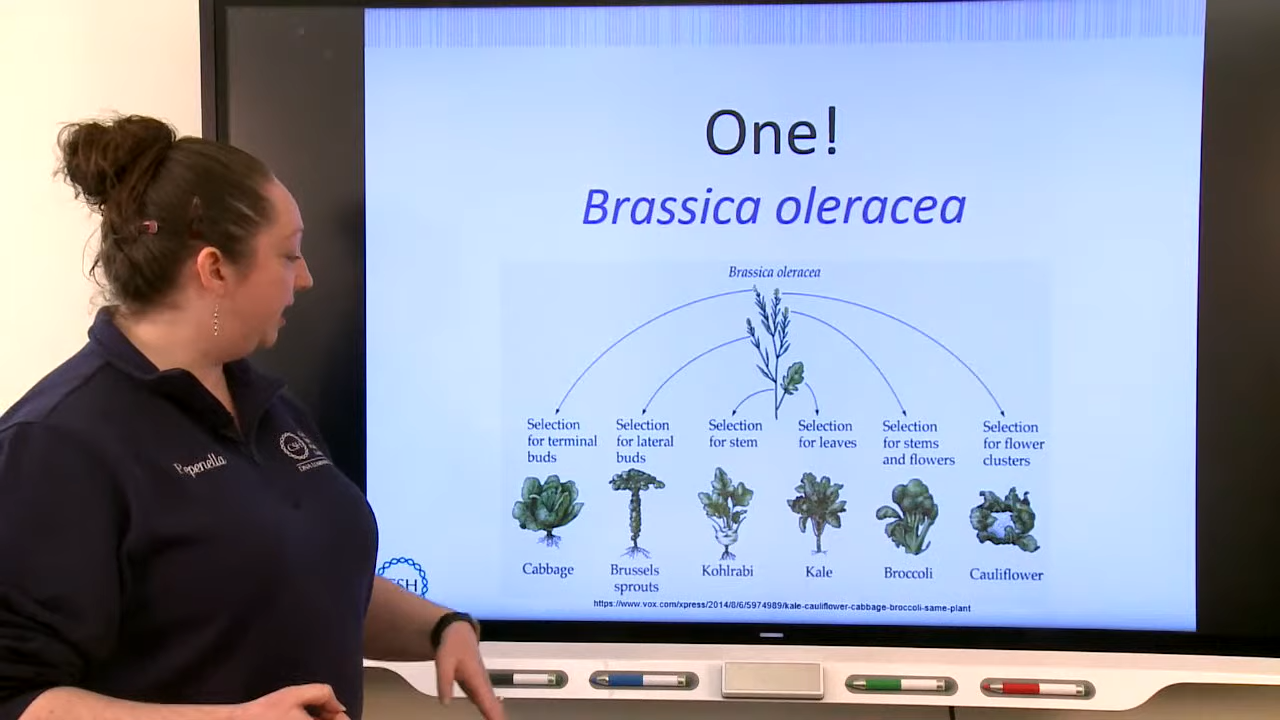 One!
Brassica oleracea
Brassica oleracea
Selection
for terminal
buds
Selection
for lateral
buds
Selection
for stem
Selection
for leaves
Selection
for stems
and flowers
Selection
for flower
clusters
Cabbage
Brussels
sprouts
Kohlrabi
Kale
Broccoli
Cauliflower
https://www.vox.com/xpress/2014/8/6/5974989/kale-cauliflower-cabbage-broccoli-same-plant
CSH
Pepenella
CSH